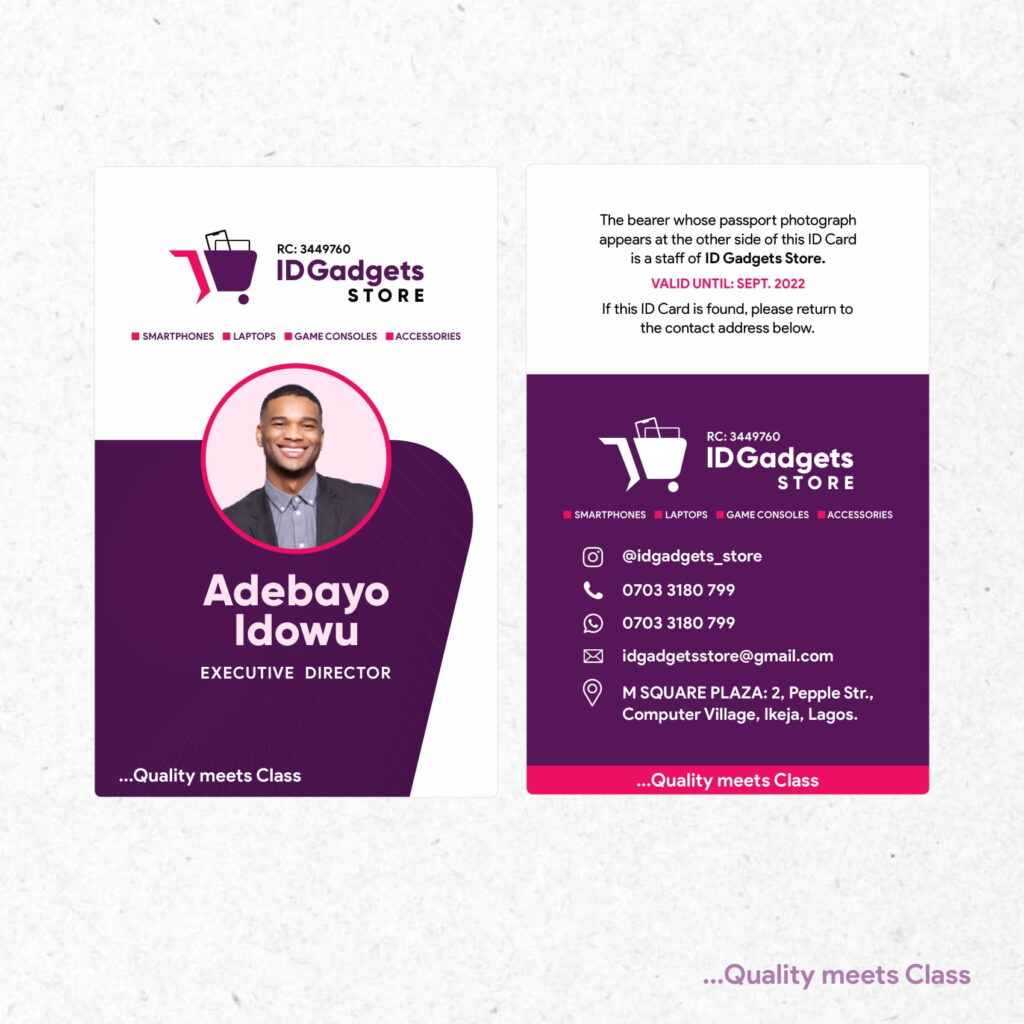 RC: 3449760
IDGadgets
STORE
SMARTPHONES LAPTOPS GAME CONSOLES ACCESSORIES
Adebayo
Idowu
EXECUTIVE DIRECTOR
...Quality meets Class
The bearer whose passport photograph
appears at the other side of this ID Card
is a staff of ID Gadgets Store.
VALID UNTIL: SEPT. 2022
If this ID Card is found, please return to
the contact address below.
RC: 3449760
IDGadgets
STORE
SMARTPHONES LAPTOPS GAME CONSOLES ACCESSORIES
@idgadgets_store
0703 3180 799
0703 3180 799
idgadgetsstore@gmail.com
M SQUARE PLAZA: 2, Pepple Str.,
Computer Village, Ikeja, Lagos.
...Quality meets Class
...Quality meets Class